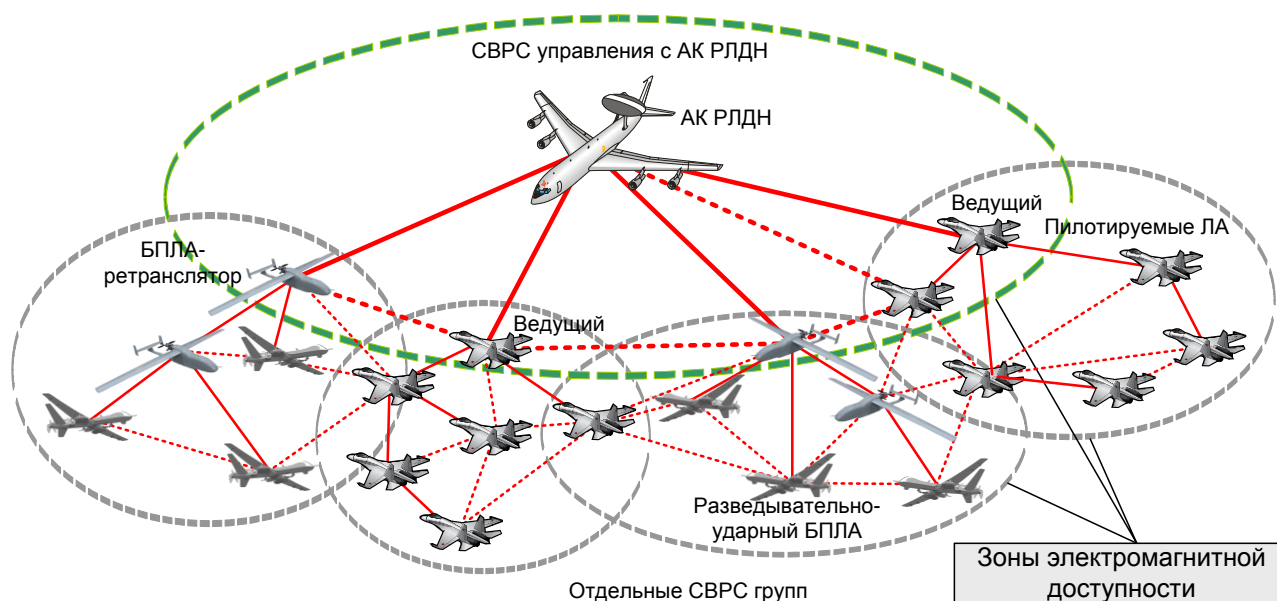 СВРС управления с АК РЛДН
АК РЛДН
Ведущий
Пилотируемые ЛА
БПЛА-
ретранслятор
Ведущий
Разведывательно-
ударный БПЛА
Зоны электромагнитной
доступности
Отдельные СВРС групп